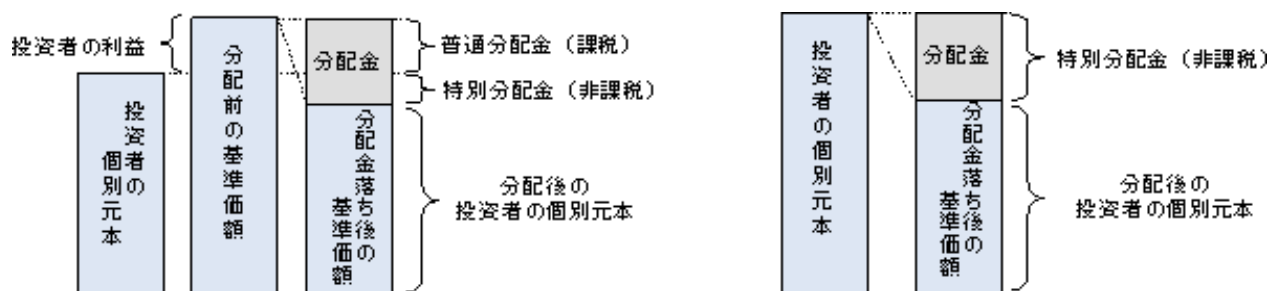 投資者の利益
投資者の
個別元本
分配前の基準価額
分配金
分配金落ち後の
基準価額
普通分配金（課税）
特別分配金（非課税）
分配後の
投資者の個別元本
投資者の個別元本
分配金
分配金落ち後の
基準価額
特別分配金（非課税）
分配後の
投資者の個別元本